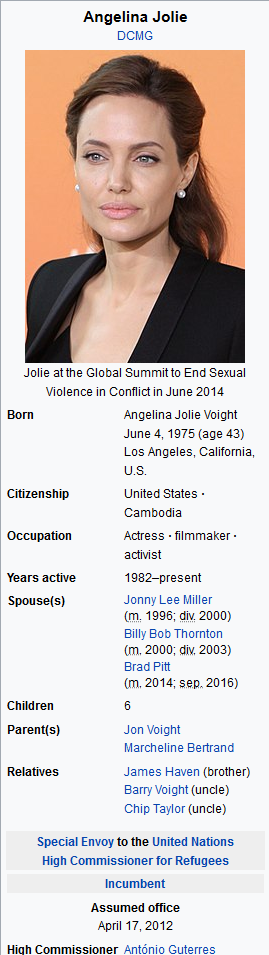 Angelina Jolie
DCMG
Jolie at the Global Summit to End Sexual
Violence in Conflict in June 2014
Born Angelina Jolie Voight
June 4, 1975 (age 43)
Los Angeles, California,
U.S.
Citizenship United States ·
Cambodia
Occupation Actress · filmmaker ·
activist
Years active 1982–present
Spouse(s) Jonny Lee Miller
(m. 1996; div. 2000)
Billy Bob Thornton
(m. 2000; div. 2003)
Brad Pitt
(m. 2014; sep. 2016)
Children 6
Parent(s) Jon Voight
Marcheline Bertrand
Relatives James Haven (brother)
Barry Voight (uncle)
Chip Taylor (uncle)
Special Envoy to the United Nations
High Commissioner for Refugees
Incumbent
Assumed office
April 17, 2012
High Commissioner António Guterres